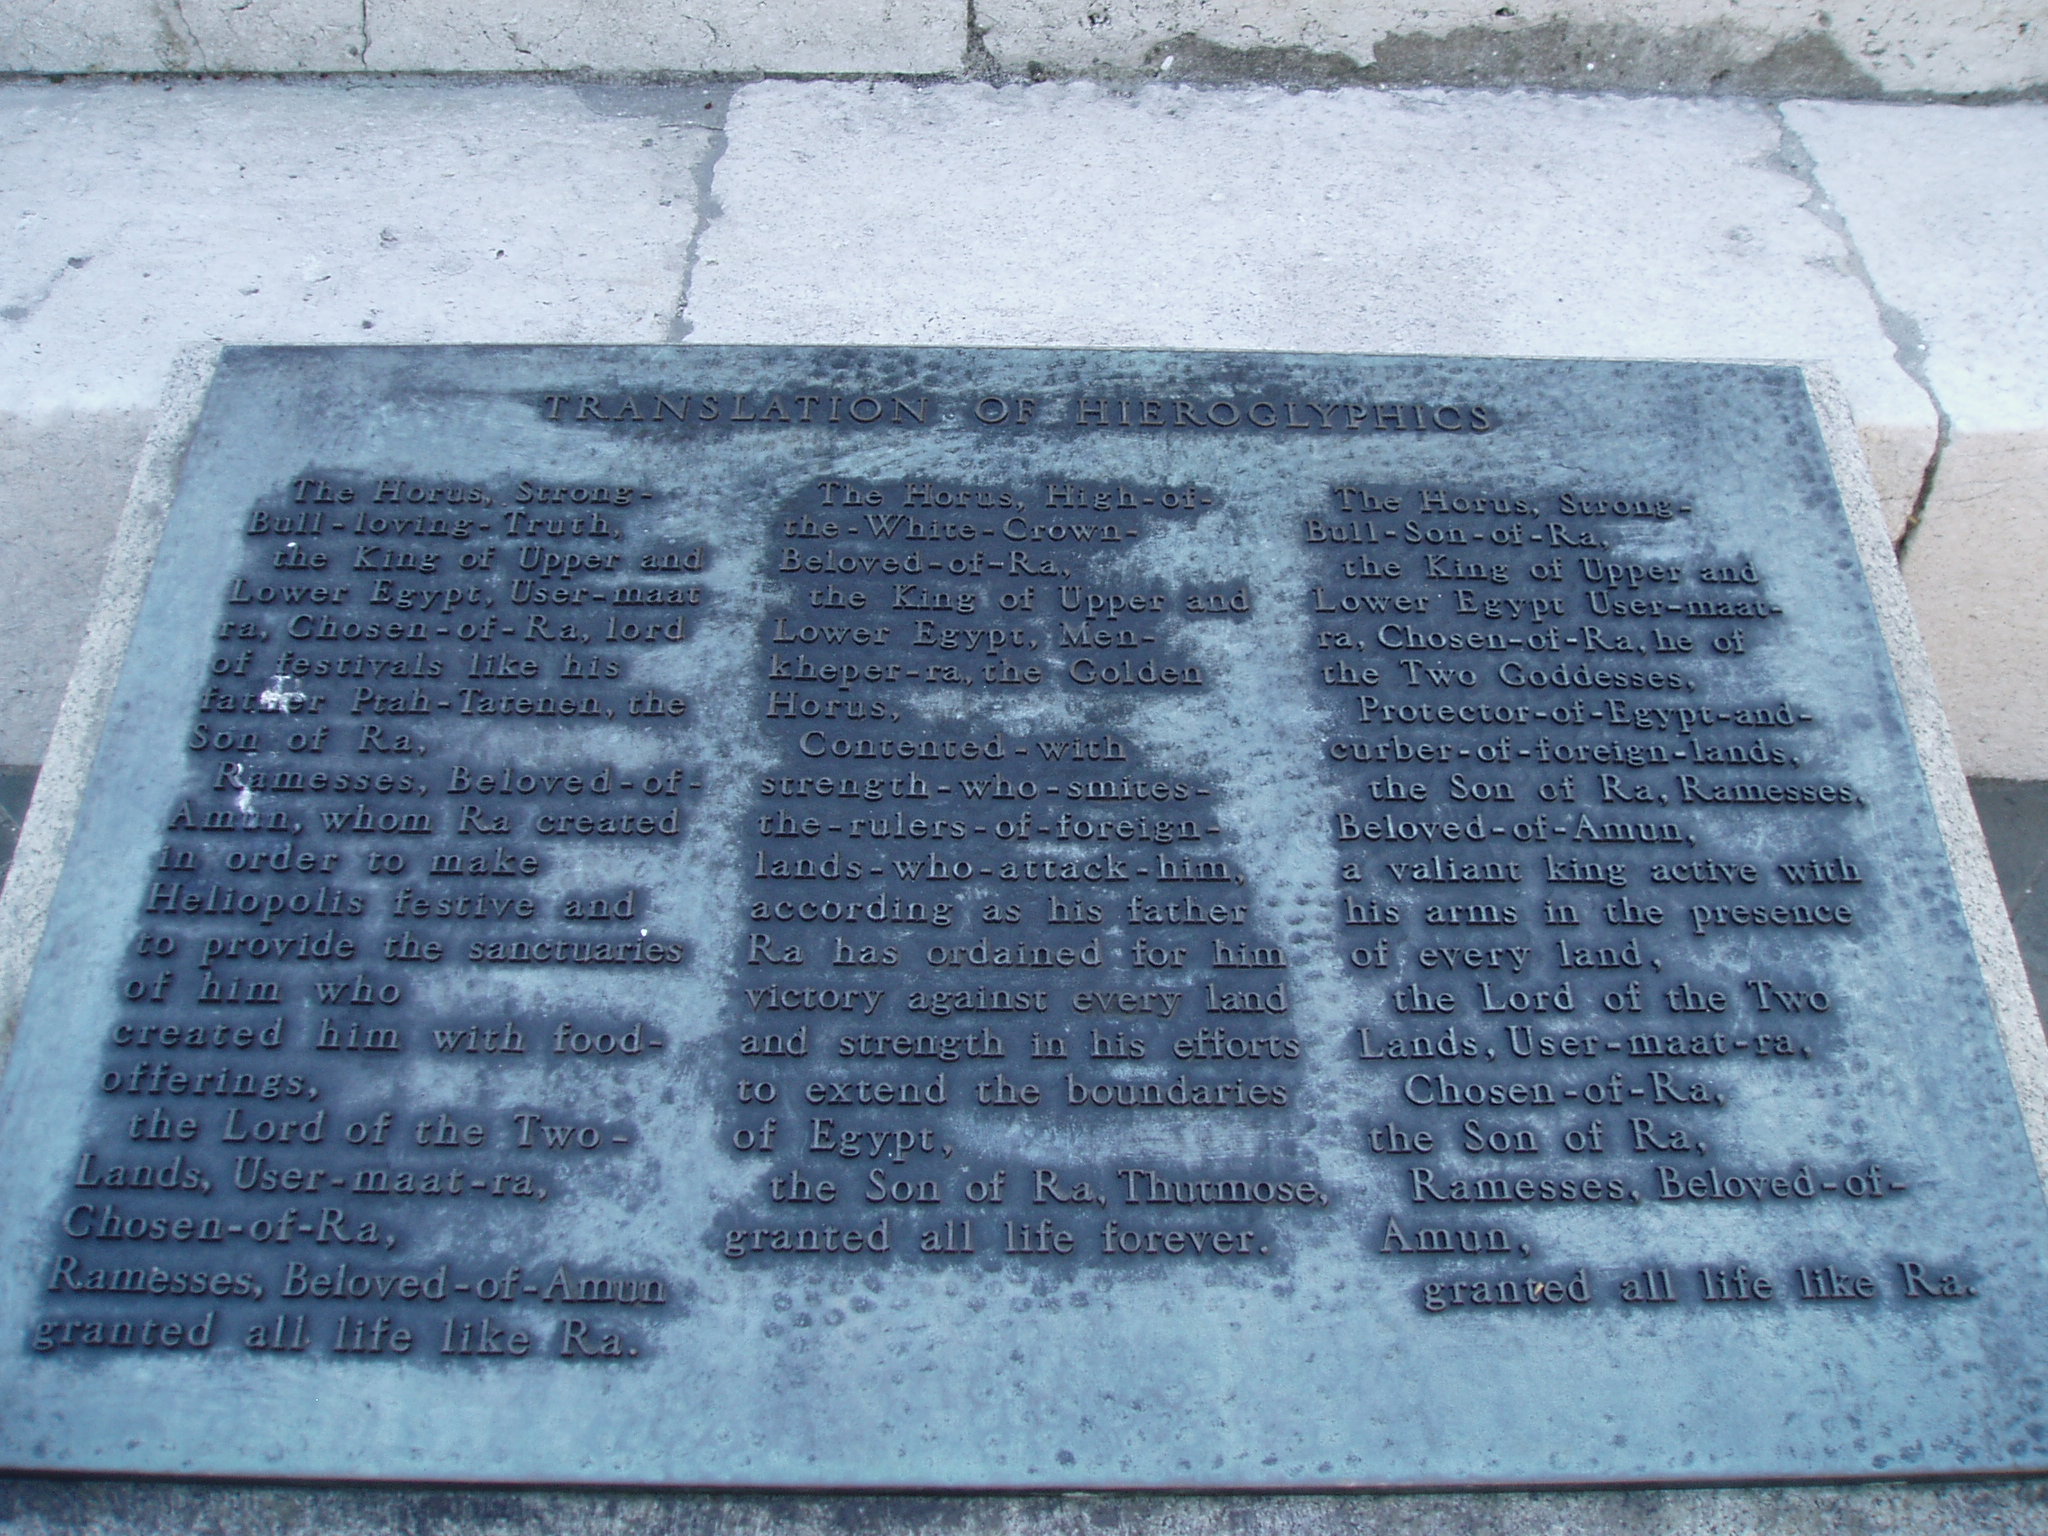 TRANSLATION OF HIEROGLYPHICS
The Horus, Strong-
Bull-loving-Truth,
the King of Upper and
Lower Egypt, User-maat
ra, Chosen-of-Ra, lord
of festivals like his
father Ptah-Tatenen, the
Son of Ra,
Ramesses, Beloved-of-
Amun, whom Ra created
in order to make
Heliopolis festive and
to provide the sanctuaries
of him who
created him with food-
offerings,
the Lord of the Two-
Lands, User-maat-ra,
Chosen-of-Ra,
Ramesses, Beloved-of-Amun
granted all life like Ra.
The Horus, High-of-
the-White-Crown-
Beloved-of-Ra,
the King of Upper and
Lower Egypt, Men-
kheper-ra, the Golden
Horus,
Contented-with
strength-who-smites-
the-rulers-of-foreign-
lands-who-attack-him,
according as his father
Ra has ordained for him
victory against every land
and strength in his efforts
to extend the boundaries
of Egypt,
the Son of Ra, Thutmose,
granted all life forever.
The Horus, Strong-
Bull-Son-of-Ra,
the King of Upper and
Lower Egypt User-maat-
ra, Chosen-of-Ra, he of
the Two Goddesses,
Protector-of-Egypt-and-
curber-of-foreign-lands,
the Son of Ra, Ramesses,
Beloved-of-Amun,
a valiant king active with
his arms in the presence
of every land,
the Lord of the Two
Lands, User-maat-ra,
Chosen-of-Ra,
the Son of Ra,
Ramesses, Beloved-of-
Amun,
granted all life like Ra.